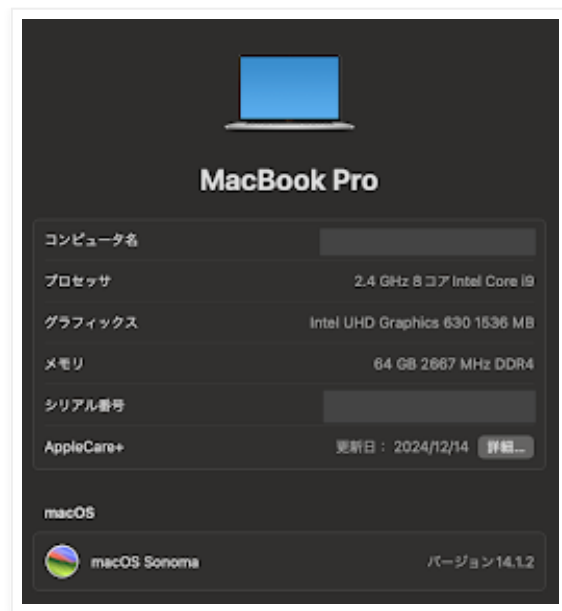 MacBook Pro
コンピュータ名
プロセッサ 2.4 GHz 8コア Intel Core i9
グラフィックス Intel UHD Graphics 630 1536 MB
メモリ 64 GB 2667 MHz DDR4
シリアル番号
AppleCare+ 更新日： 2024/12/14 詳細...
macOS
macOS Sonoma バージョン14.1.2